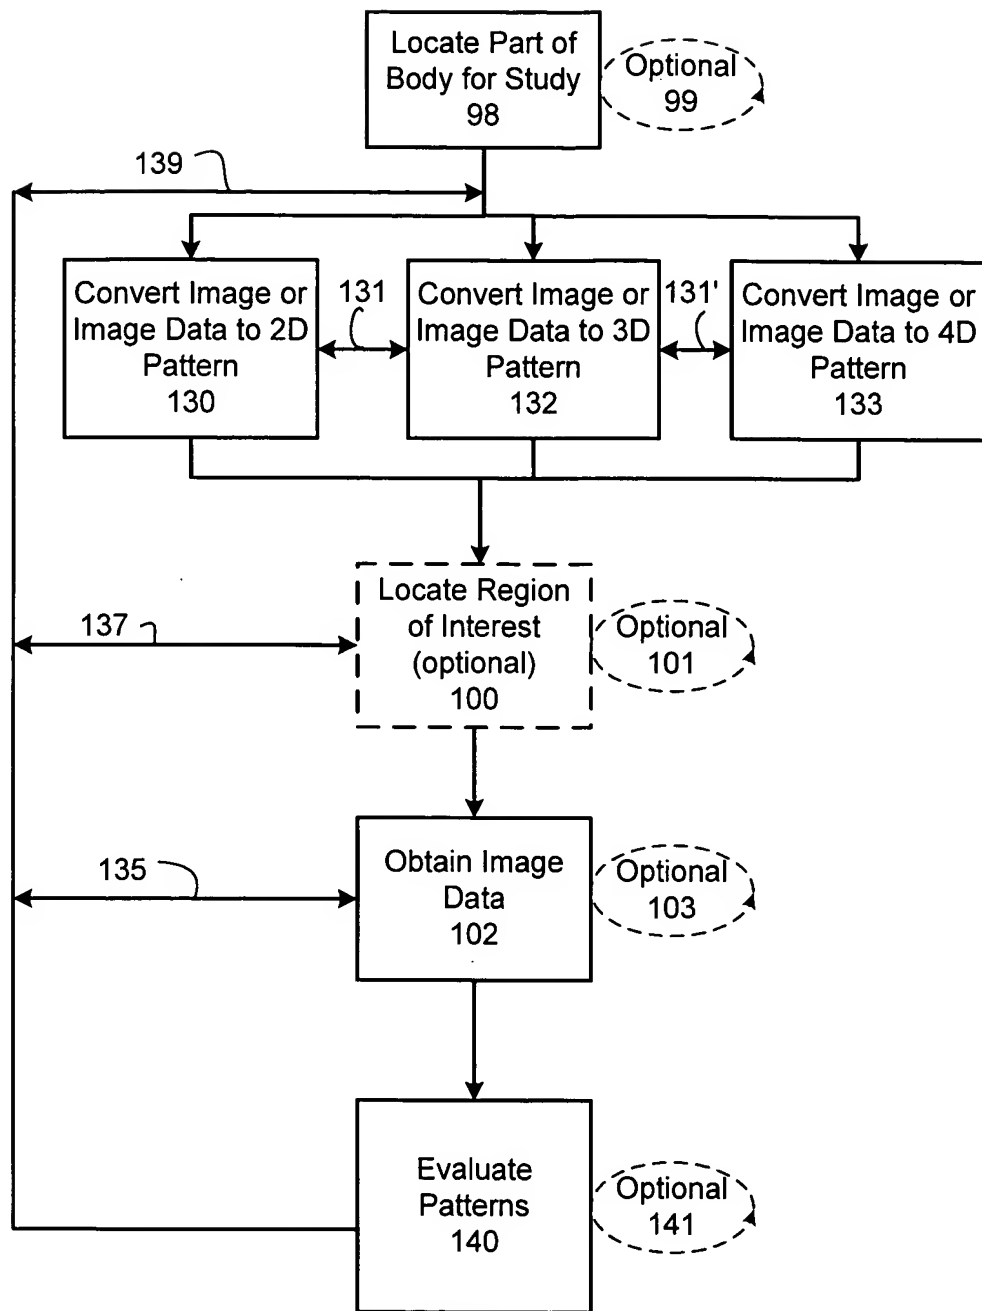 Locate Part of
Body for Study
98
Optional
99
139
Convert Image or
Image Data to 2D
Pattern
130
131
Convert Image or
Image Data to 3D
Pattern
132
131'
Convert Image or
Image Data to 4D
Pattern
133
Locate Region
of Interest
(optional)
100
Optional
101
137
Obtain Image
Data
102
Optional
103
135
Evaluate
Patterns
140
Optional
141